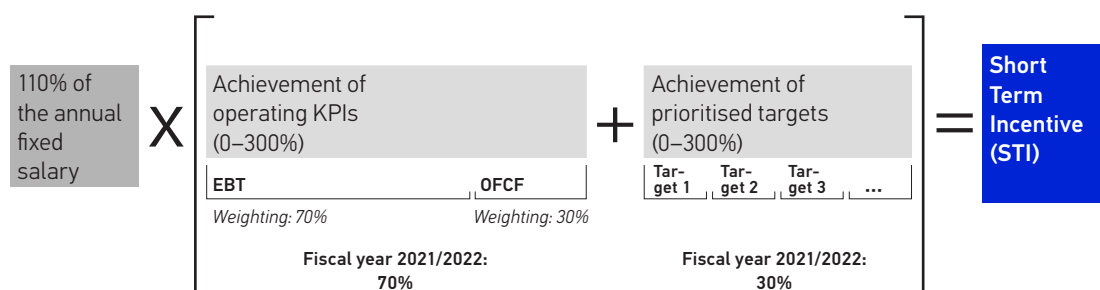 110% of
the annual
fixed
salary
X
Achievement of
operating KPIs
(0–300%)
EBT
OFCF
Weighting: 70%
Weighting: 30%
Fiscal year 2021/2022:
70%
+
Achievement of
prioritised targets
(0–300%)
Tar-
get 1
Tar-
get 2
Tar-
get 3
...
Fiscal year 2021/2022:
30%
=
Short
Term
Incentive
(STI)